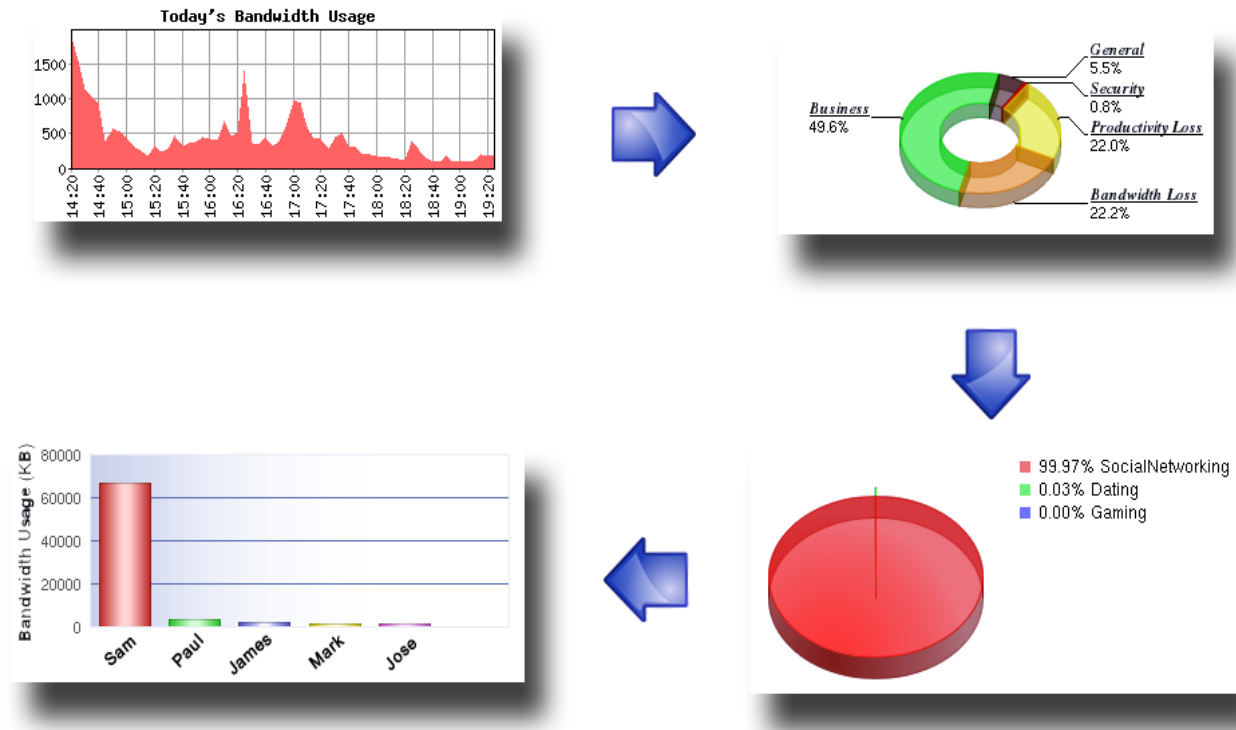 Today's Bandwidth Usage
1500
1000
500
0
14:20
14:40
15:00
15:20
15:40
16:00
16:20
16:40
17:00
17:20
17:40
18:00
18:20
18:40
19:00
19:20
General
5.5%
Security
0.8%
Business
49.6%
Productivity Loss
22.0%
Bandwidth Loss
22.2%
99.97% SocialNetworking
0.03% Dating
0.00% Gaming
Bandwidth Usage (KB)
80000
60000
40000
20000
0
Sam
Paul
James
Mark
Jose